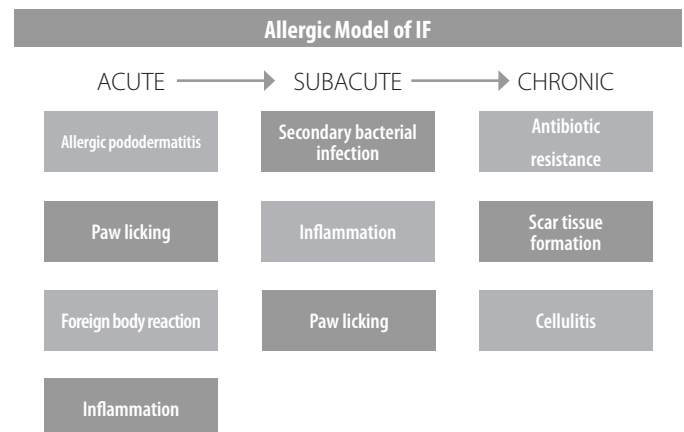 Allergic Model of IF
ACUTE
SUBACUTE
CHRONIC
Allergic pododermatitis
Paw licking
Foreign body reaction
Inflammation
Secondary bacterial
infection
Inflammation
Paw licking
Antibiotic
resistance
Scar tissue
formation
Cellulitis